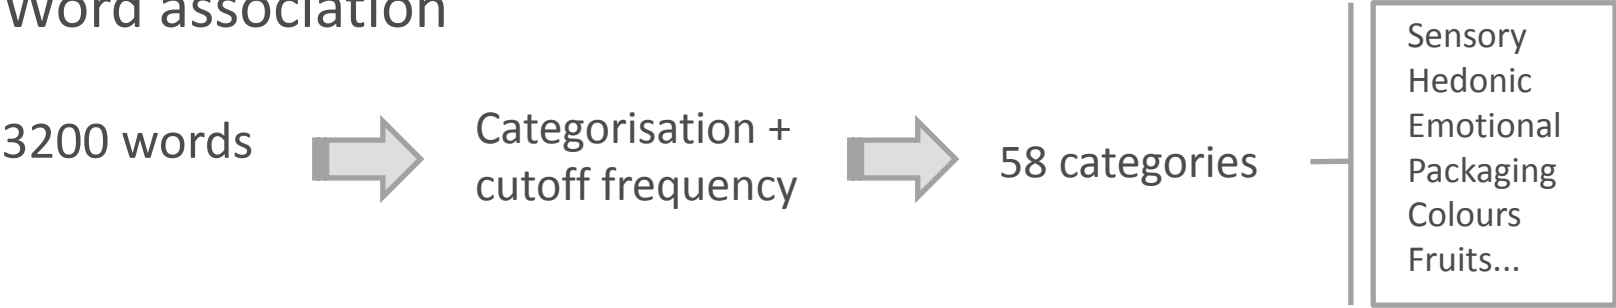 Word association
3200 words
Categorisation +
cutoff frequency
58 categories
Sensory
Hedonic
Emotional
Packaging
Colours
Fruits...